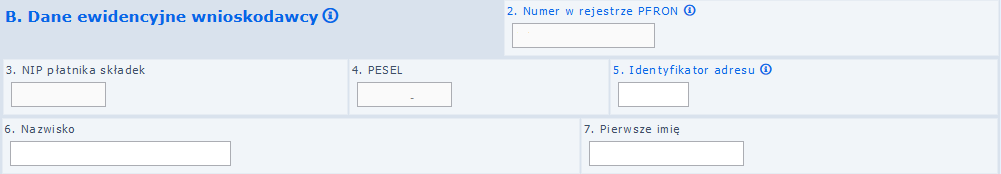 B. Dane ewidencyjne wnioskodawcy
2. Numer w rejestrze PFRON
3. NIP płatnika składek
4. PESEL
5. Identyfikator adresu
-
6. Nazwisko
7. Pierwsze imię